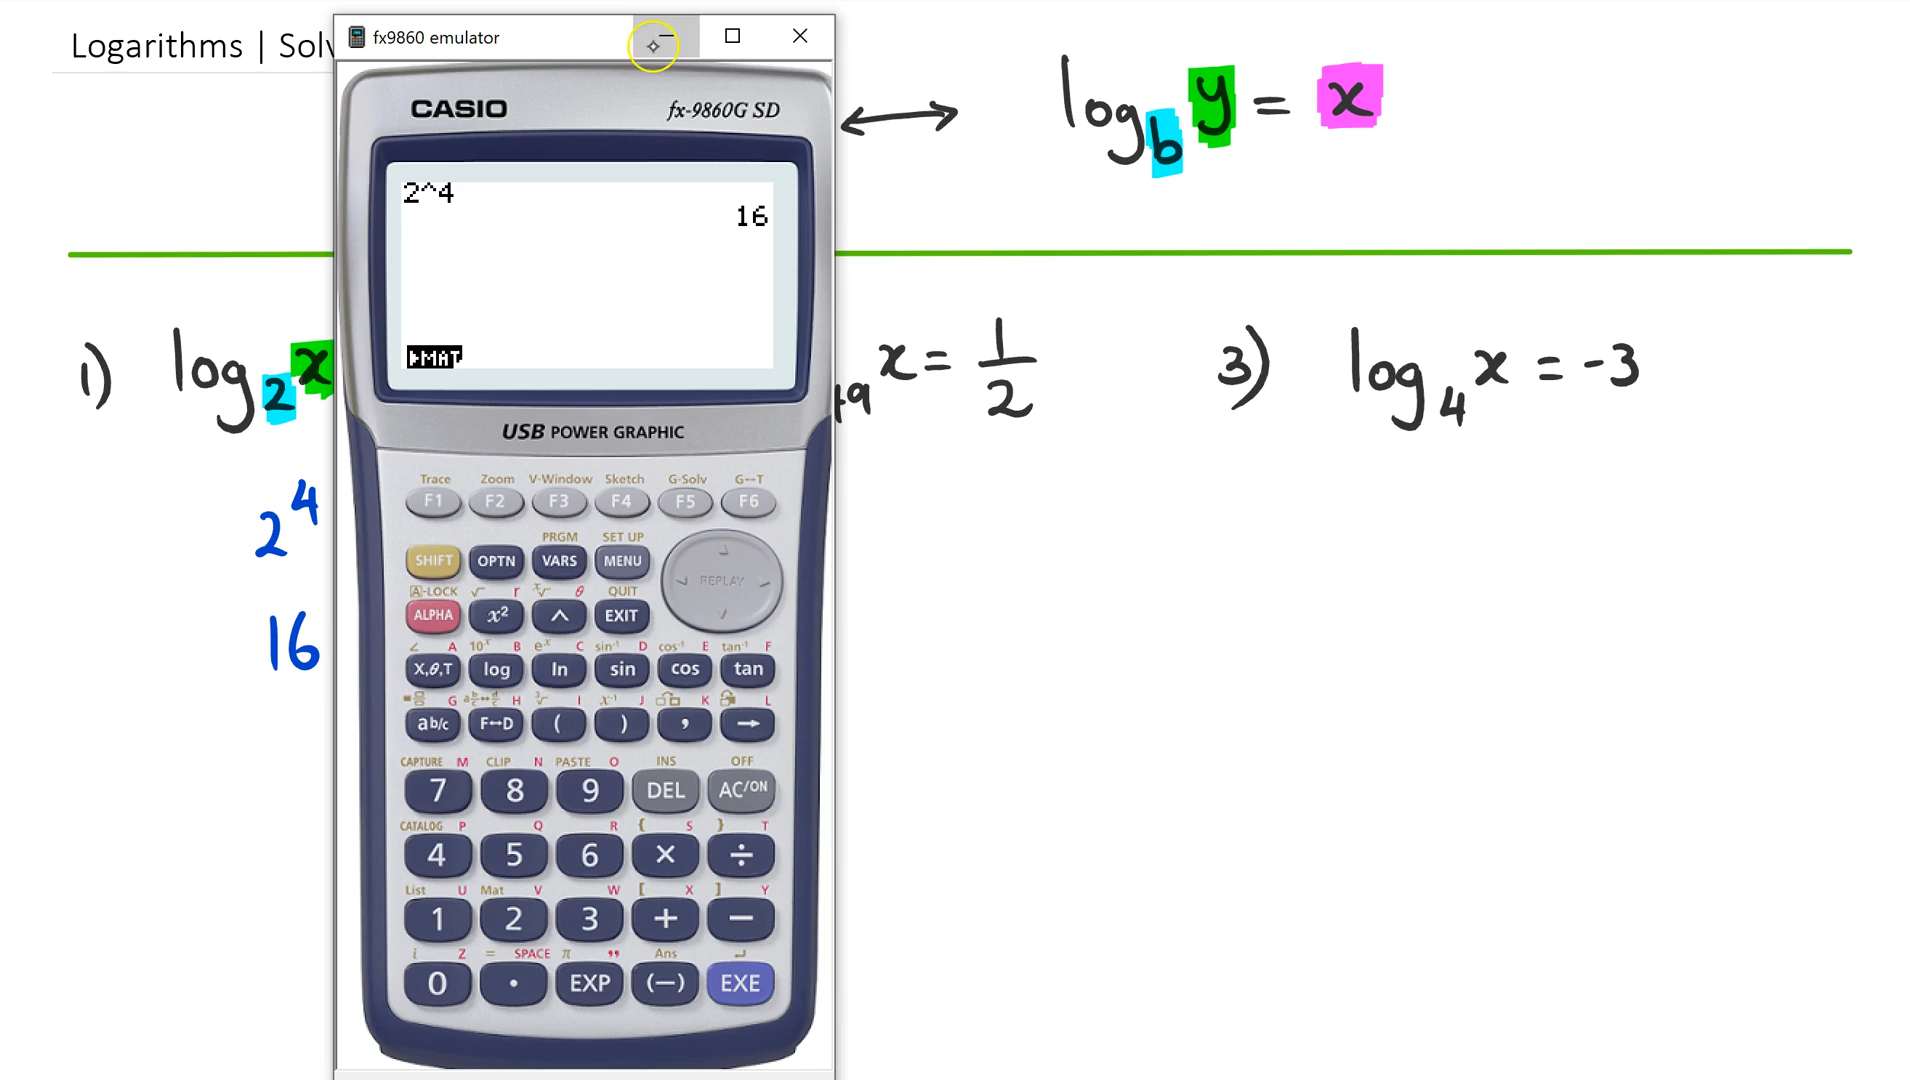 Logarithms | Solv
fx9860 emulator
log_b y = x
CASIO
fx-9860G SD
2^4
16
▶MAT
USB POWER GRAPHIC
1) log_2 x
49 x = 1/2
3) log_4 x = -3
2^4
16
Trace Zoom V-Window Sketch G-Solv G↔T
F1 F2 F3 F4 F5 F6
PRGM SET UP
SHIFT OPTN VARS MENU
REPLAY
A-LOCK √ r ˣ√ θ QUIT
ALPHA x² ^ EXIT
∠ A 10ˣ B eˣ C sin⁻¹ D cos⁻¹ E tan⁻¹ F
X,θ,T log ln sin cos tan
G H ³√ I x⁻¹ J K L
ab/c F↔D ( ) , →
CAPTURE M CLIP N PASTE O INS OFF
7 8 9 DEL AC/ON
CATALOG P Q R { S } T
4 5 6 × ÷
List U Mat V W [ X ] Y
1 2 3 + −
i Z = SPACE π " Ans ↵
0 . EXP (−) EXE